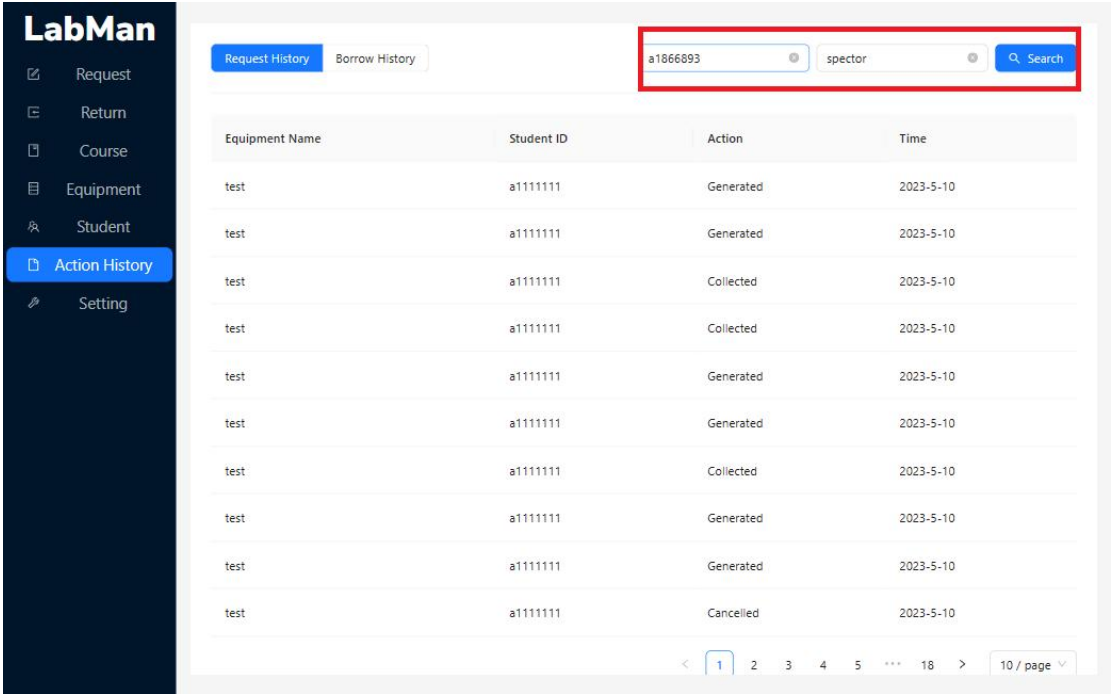 LabMan
Request
Return
Course
Equipment
Student
Action History
Setting
Request History Borrow History a1866893 spector Search
Equipment Name Student ID Action Time
test a1111111 Generated 2023-5-10
test a1111111 Generated 2023-5-10
test a1111111 Collected 2023-5-10
test a1111111 Collected 2023-5-10
test a1111111 Generated 2023-5-10
test a1111111 Generated 2023-5-10
test a1111111 Collected 2023-5-10
test a1111111 Generated 2023-5-10
test a1111111 Generated 2023-5-10
test a1111111 Cancelled 2023-5-10
< 1 2 3 4 5 ••• 18 > 10 / page